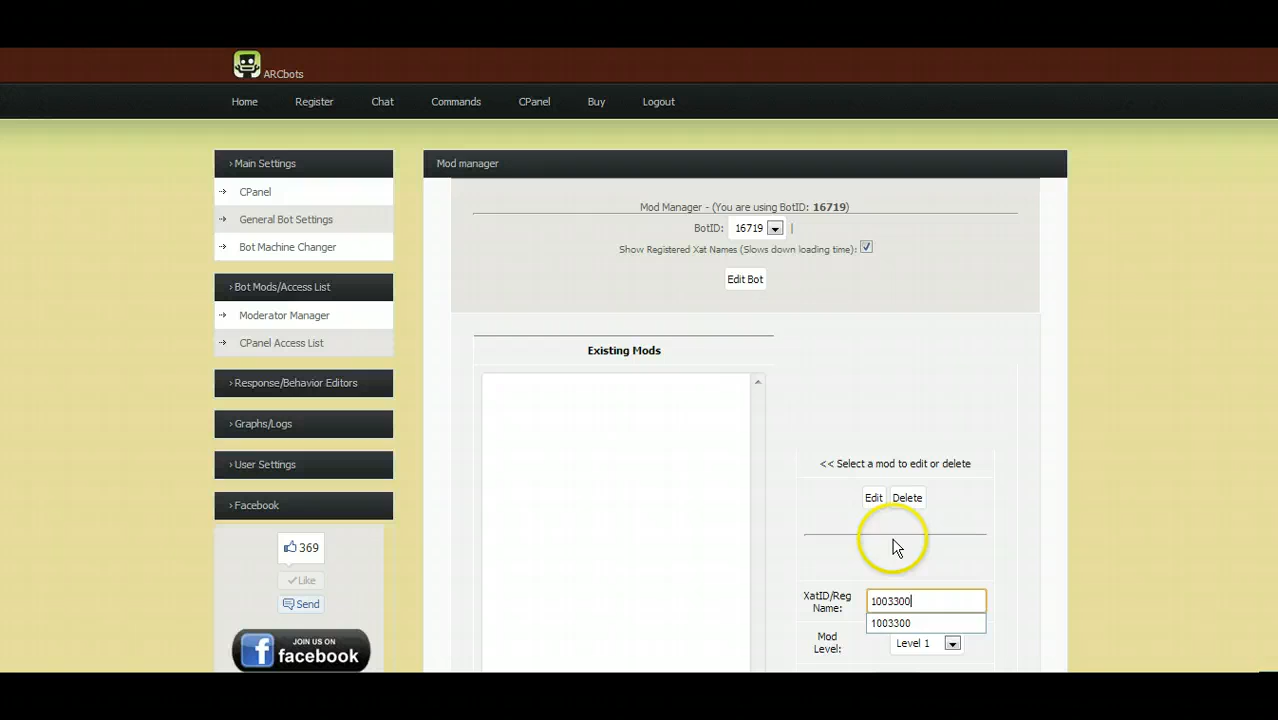 ARCbots
Home Register Chat Commands CPanel Buy Logout
› Main Settings
CPanel
General Bot Settings
Bot Machine Changer
› Bot Mods/Access List
Moderator Manager
CPanel Access List
› Response/Behavior Editors
› Graphs/Logs
› User Settings
› Facebook
369
Like
Send
JOIN US ON
facebook
Mod manager
Mod Manager - (You are using BotID: 16719)
BotID: 16719 |
Show Registered Xat Names (Slows down loading time):
Edit Bot
Existing Mods
<< Select a mod to edit or delete
Edit Delete
XatID/Reg Name: 1003300
1003300
Mod Level: Level 1